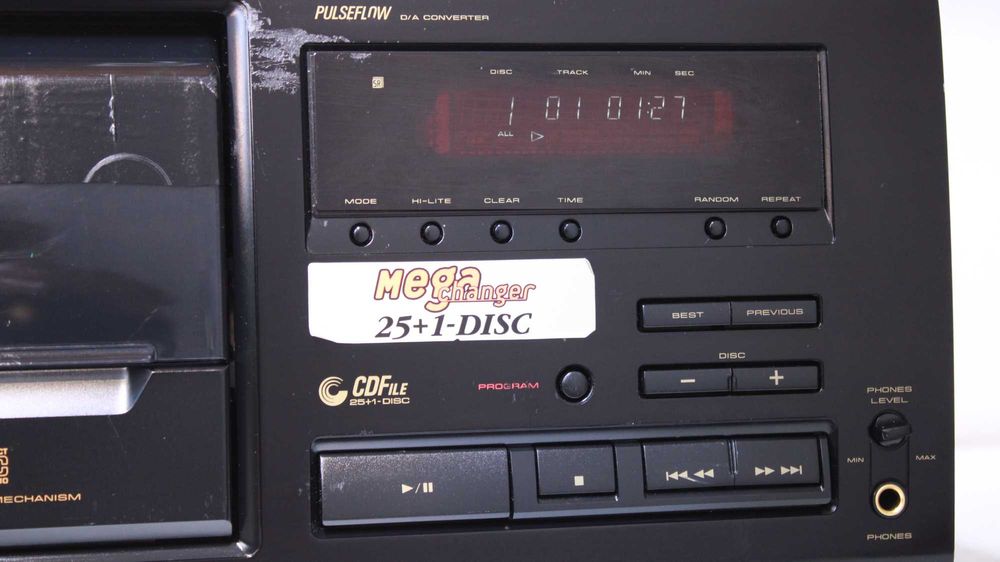 PULSEFLOW D/A CONVERTER
SR
DISC TRACK MIN SEC
1 01 01:27
ALL
MODE HI-LITE CLEAR TIME RANDOM REPEAT
Mega changer
25+1-DISC
BEST PREVIOUS
DISC
− +
CDFILE
25+1-DISC
PROGRAM
PHONES
LEVEL
MIN MAX
PHONES
MECHANISM